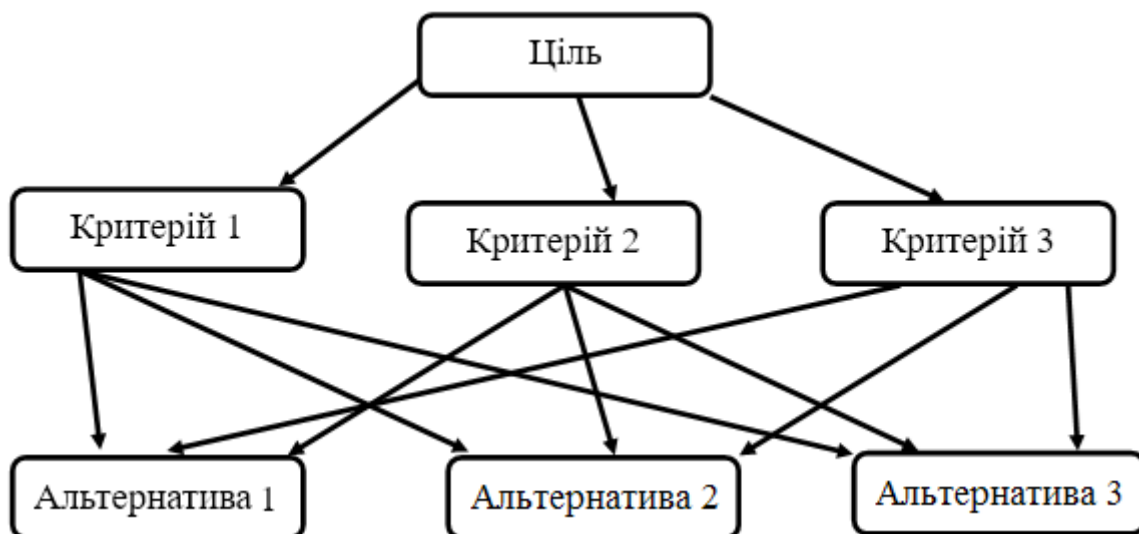 Ціль
Критерій 1
Критерій 2
Критерій 3
Альтернатива 1
Альтернатива 2
Альтернатива 3